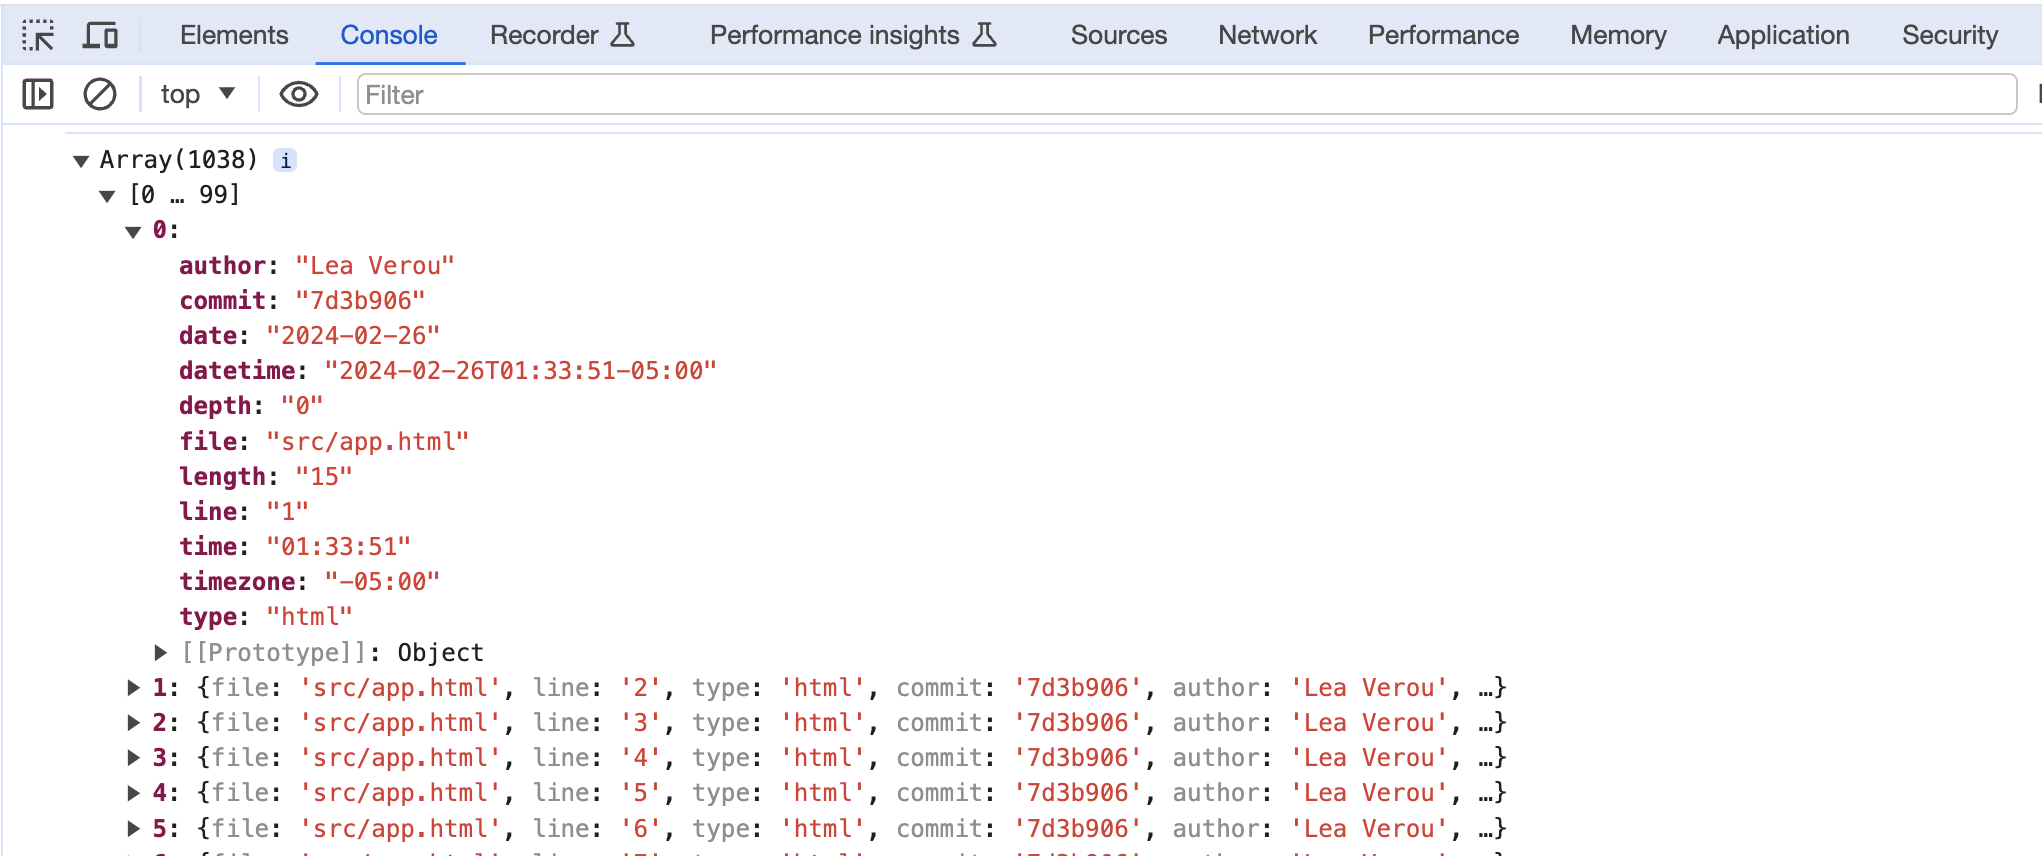 Elements Console Recorder Performance insights Sources Network Performance Memory Application Security
top Filter
Array(1038) i
[0 … 99]
0:
author: "Lea Verou"
commit: "7d3b906"
date: "2024-02-26"
datetime: "2024-02-26T01:33:51-05:00"
depth: "0"
file: "src/app.html"
length: "15"
line: "1"
time: "01:33:51"
timezone: "-05:00"
type: "html"
[[Prototype]]: Object
1: {file: 'src/app.html', line: '2', type: 'html', commit: '7d3b906', author: 'Lea Verou', …}
2: {file: 'src/app.html', line: '3', type: 'html', commit: '7d3b906', author: 'Lea Verou', …}
3: {file: 'src/app.html', line: '4', type: 'html', commit: '7d3b906', author: 'Lea Verou', …}
4: {file: 'src/app.html', line: '5', type: 'html', commit: '7d3b906', author: 'Lea Verou', …}
5: {file: 'src/app.html', line: '6', type: 'html', commit: '7d3b906', author: 'Lea Verou', …}